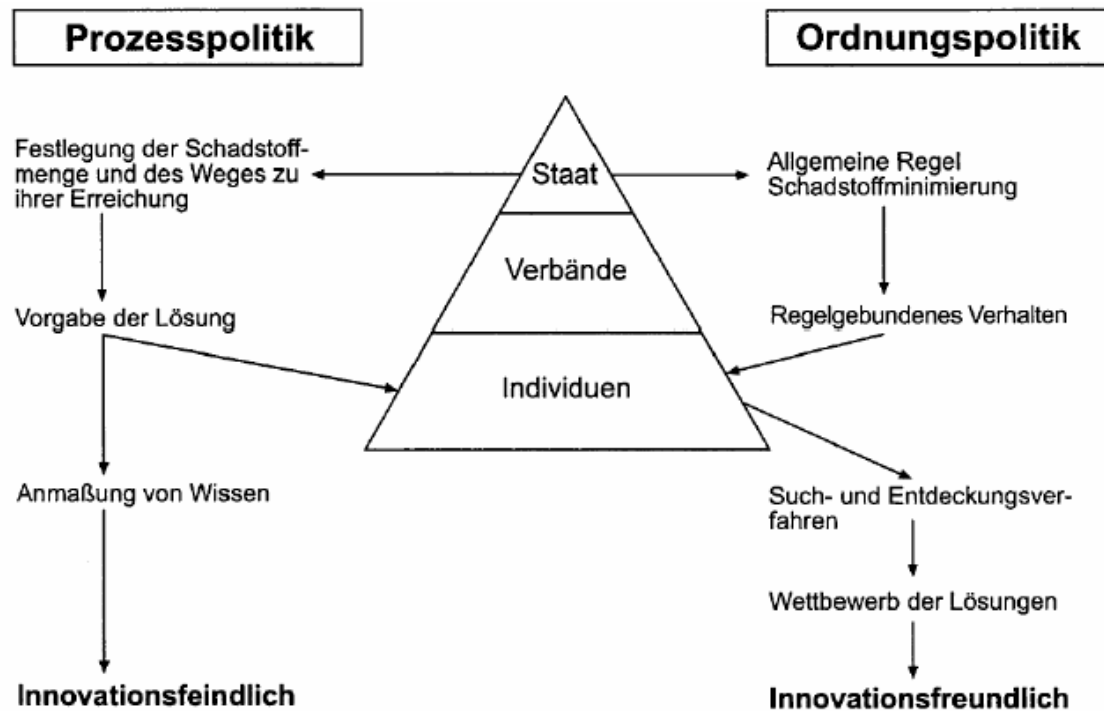 Prozesspolitik
Ordnungspolitik
Festlegung der Schadstoff-
menge und des Weges zu
ihrer Erreichung
Staat
Allgemeine Regel
Schadstoffminimierung
Verbände
Vorgabe der Lösung
Regelgebundenes Verhalten
Individuen
Anmaßung von Wissen
Such- und Entdeckungsver-
fahren
Wettbewerb der Lösungen
Innovationsfeindlich
Innovationsfreundlich